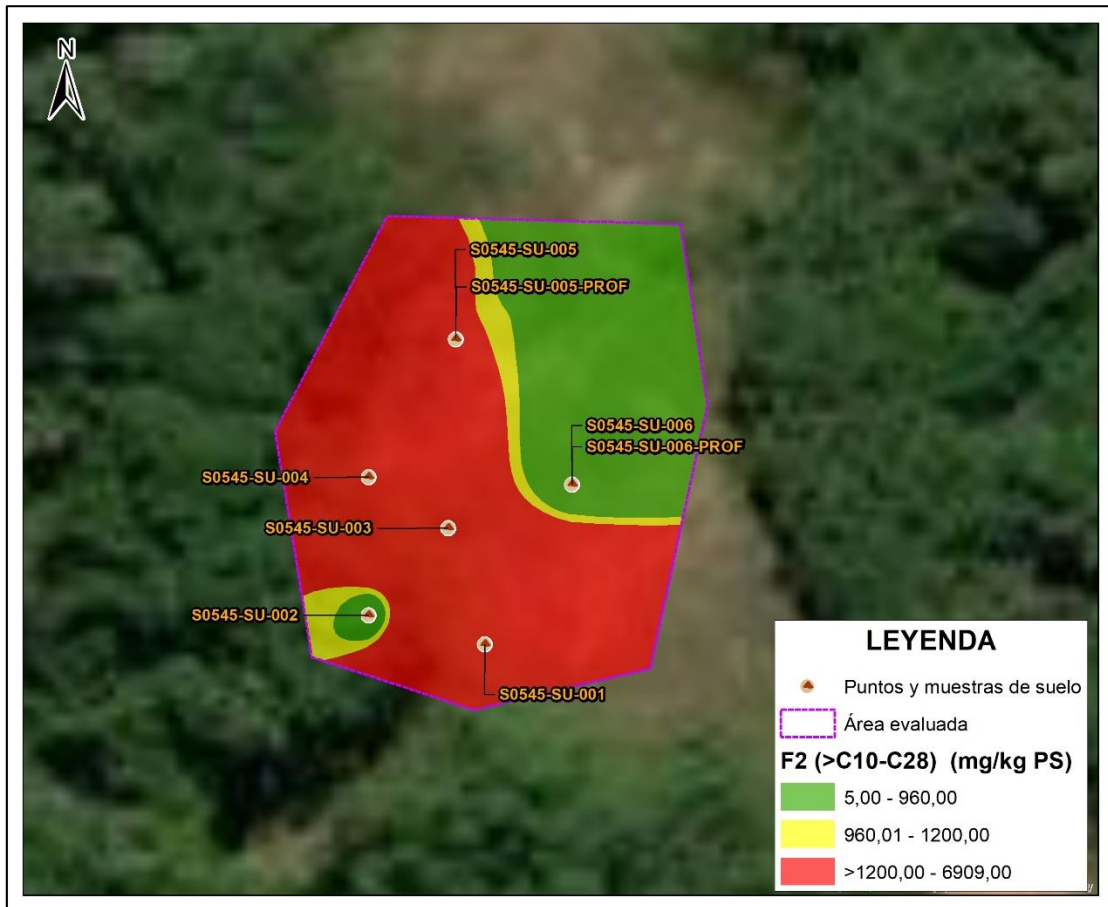 N
S0545-SU-005
S0545-SU-005-PROF
S0545-SU-006
S0545-SU-006-PROF
S0545-SU-004
S0545-SU-003
S0545-SU-002
S0545-SU-001
LEYENDA
Puntos y muestras de suelo
Área evaluada
F2 (>C10-C28) (mg/kg PS)
5,00 - 960,00
960,01 - 1200,00
>1200,00 - 6909,00